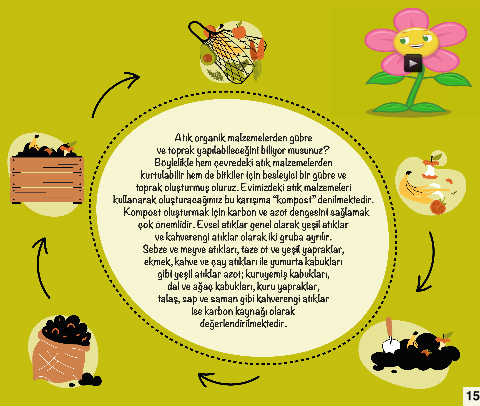 Atık organik malzemelerden gübre
ve toprak yapılabileceğini biliyor musunuz?
Böylelikle hem çevredeki atık malzemelerden
kurtulabilir hem de bitkiler için besleyici bir gübre ve
toprak oluşturmuş oluruz. Evimizdeki atık malzemeleri
kullanarak oluşturacağımız bu karışıma "kompost" denilmektedir.
Kompost oluşturmak için karbon ve azot dengesini sağlamak
çok önemlidir. Evsel atıklar genel olarak yeşil atıklar
ve kahverengi atıklar olarak iki gruba ayrılır.
Sebze ve meyve atıkları, taze ot ve yeşil yapraklar,
ekmek, kahve ve çay atıkları ile yumurta kabukları
gibi yeşil atıklar azot; kuruyemiş kabukları,
dal ve ağaç kabukları, kuru yapraklar,
talaş, sap ve saman gibi kahverengi atıklar
ise karbon kaynağı olarak
değerlendirilmektedir.
15